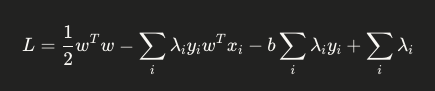 L = \frac{1}{2} w^T w - \sum_i \lambda_i y_i w^T x_i - b \sum_i \lambda_i y_i + \sum_i \lambda_i